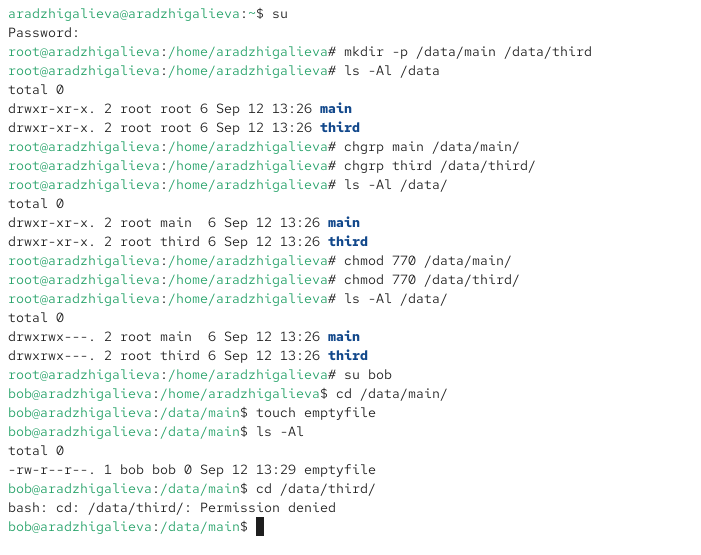 aradzhigalieva@aradzhigalieva:~$ su
Password:
root@aradzhigalieva:/home/aradzhigalieva# mkdir -p /data/main /data/third
root@aradzhigalieva:/home/aradzhigalieva# ls -Al /data
total 0
drwxr-xr-x. 2 root root 6 Sep 12 13:26 main
drwxr-xr-x. 2 root root 6 Sep 12 13:26 third
root@aradzhigalieva:/home/aradzhigalieva# chgrp main /data/main/
root@aradzhigalieva:/home/aradzhigalieva# chgrp third /data/third/
root@aradzhigalieva:/home/aradzhigalieva# ls -Al /data/
total 0
drwxr-xr-x. 2 root main  6 Sep 12 13:26 main
drwxr-xr-x. 2 root third 6 Sep 12 13:26 third
root@aradzhigalieva:/home/aradzhigalieva# chmod 770 /data/main/
root@aradzhigalieva:/home/aradzhigalieva# chmod 770 /data/third/
root@aradzhigalieva:/home/aradzhigalieva# ls -Al /data/
total 0
drwxrwx---. 2 root main  6 Sep 12 13:26 main
drwxrwx---. 2 root third 6 Sep 12 13:26 third
root@aradzhigalieva:/home/aradzhigalieva# su bob
bob@aradzhigalieva:/home/aradzhigalieva$ cd /data/main/
bob@aradzhigalieva:/data/main$ touch emptyfile
bob@aradzhigalieva:/data/main$ ls -Al
total 0
-rw-r--r--. 1 bob bob 0 Sep 12 13:29 emptyfile
bob@aradzhigalieva:/data/main$ cd /data/third/
bash: cd: /data/third/: Permission denied
bob@aradzhigalieva:/data/main$